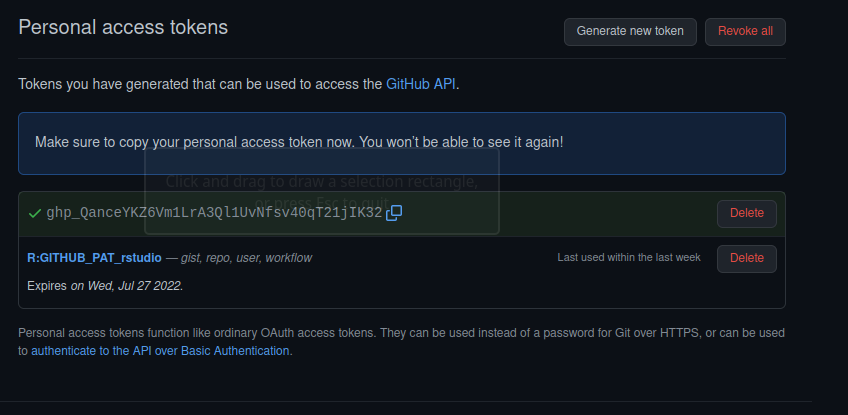 Personal access tokens
Generate new token
Revoke all
Tokens you have generated that can be used to access the GitHub API.
Make sure to copy your personal access token now. You won't be able to see it again!
Click and drag to draw a selection rectangle,
or press Esc to quit
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
Delete
R:GITHUB_PAT_rstudio — gist, repo, user, workflow
Last used within the last week
Delete
Expires on Wed, Jul 27 2022.
Personal access tokens function like ordinary OAuth access tokens. They can be used instead of a password for Git over HTTPS, or can be used
to authenticate to the API over Basic Authentication.